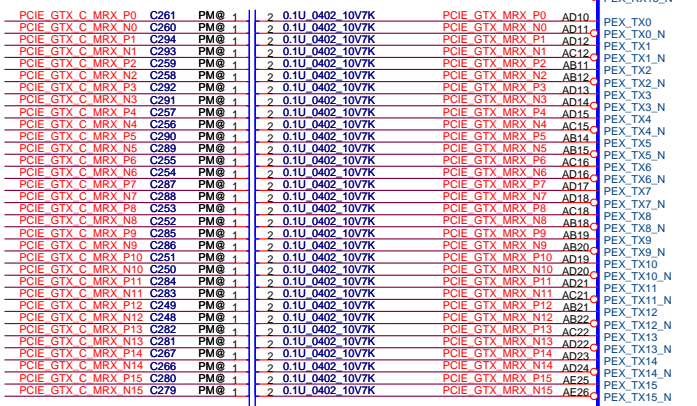 PCIE_GTX_C_MRX_P0 C261 PM@ 1 2 0.1U_0402_10V7K PCIE_GTX_MRX_P0 AD10 PEX_TX0
PCIE_GTX_C_MRX_N0 C260 PM@ 1 2 0.1U_0402_10V7K PCIE_GTX_MRX_N0 AD11 PEX_TX0_N
PCIE_GTX_C_MRX_P1 C294 PM@ 1 2 0.1U_0402_10V7K PCIE_GTX_MRX_P1 AD12 PEX_TX1
PCIE_GTX_C_MRX_N1 C293 PM@ 1 2 0.1U_0402_10V7K PCIE_GTX_MRX_N1 AC12 PEX_TX1_N
PCIE_GTX_C_MRX_P2 C259 PM@ 1 2 0.1U_0402_10V7K PCIE_GTX_MRX_P2 AB11 PEX_TX2
PCIE_GTX_C_MRX_N2 C258 PM@ 1 2 0.1U_0402_10V7K PCIE_GTX_MRX_N2 AB12 PEX_TX2_N
PCIE_GTX_C_MRX_P3 C292 PM@ 1 2 0.1U_0402_10V7K PCIE_GTX_MRX_P3 AD13 PEX_TX3
PCIE_GTX_C_MRX_N3 C291 PM@ 1 2 0.1U_0402_10V7K PCIE_GTX_MRX_N3 AD14 PEX_TX3_N
PCIE_GTX_C_MRX_P4 C257 PM@ 1 2 0.1U_0402_10V7K PCIE_GTX_MRX_P4 AD15 PEX_TX4
PCIE_GTX_C_MRX_N4 C256 PM@ 1 2 0.1U_0402_10V7K PCIE_GTX_MRX_N4 AC15 PEX_TX4_N
PCIE_GTX_C_MRX_P5 C290 PM@ 1 2 0.1U_0402_10V7K PCIE_GTX_MRX_P5 AB14 PEX_TX5
PCIE_GTX_C_MRX_N5 C289 PM@ 1 2 0.1U_0402_10V7K PCIE_GTX_MRX_N5 AB15 PEX_TX5_N
PCIE_GTX_C_MRX_P6 C255 PM@ 1 2 0.1U_0402_10V7K PCIE_GTX_MRX_P6 AC16 PEX_TX6
PCIE_GTX_C_MRX_N6 C254 PM@ 1 2 0.1U_0402_10V7K PCIE_GTX_MRX_N6 AD16 PEX_TX6_N
PCIE_GTX_C_MRX_P7 C287 PM@ 1 2 0.1U_0402_10V7K PCIE_GTX_MRX_P7 AD17 PEX_TX7
PCIE_GTX_C_MRX_N7 C288 PM@ 1 2 0.1U_0402_10V7K PCIE_GTX_MRX_N7 AD18 PEX_TX7_N
PCIE_GTX_C_MRX_P8 C253 PM@ 1 2 0.1U_0402_10V7K PCIE_GTX_MRX_P8 AC18 PEX_TX8
PCIE_GTX_C_MRX_N8 C252 PM@ 1 2 0.1U_0402_10V7K PCIE_GTX_MRX_N8 AB18 PEX_TX8_N
PCIE_GTX_C_MRX_P9 C285 PM@ 1 2 0.1U_0402_10V7K PCIE_GTX_MRX_P9 AB19 PEX_TX9
PCIE_GTX_C_MRX_N9 C286 PM@ 1 2 0.1U_0402_10V7K PCIE_GTX_MRX_N9 AB20 PEX_TX9_N
PCIE_GTX_C_MRX_P10 C251 PM@ 1 2 0.1U_0402_10V7K PCIE_GTX_MRX_P10 AD19 PEX_TX10
PCIE_GTX_C_MRX_N10 C250 PM@ 1 2 0.1U_0402_10V7K PCIE_GTX_MRX_N10 AD20 PEX_TX10_N
PCIE_GTX_C_MRX_P11 C284 PM@ 1 2 0.1U_0402_10V7K PCIE_GTX_MRX_P11 AD21 PEX_TX11
PCIE_GTX_C_MRX_N11 C283 PM@ 1 2 0.1U_0402_10V7K PCIE_GTX_MRX_N11 AC21 PEX_TX11_N
PCIE_GTX_C_MRX_P12 C249 PM@ 1 2 0.1U_0402_10V7K PCIE_GTX_MRX_P12 AB21 PEX_TX12
PCIE_GTX_C_MRX_N12 C248 PM@ 1 2 0.1U_0402_10V7K PCIE_GTX_MRX_N12 AB22 PEX_TX12_N
PCIE_GTX_C_MRX_P13 C282 PM@ 1 2 0.1U_0402_10V7K PCIE_GTX_MRX_P13 AC22 PEX_TX13
PCIE_GTX_C_MRX_N13 C281 PM@ 1 2 0.1U_0402_10V7K PCIE_GTX_MRX_N13 AD22 PEX_TX13_N
PCIE_GTX_C_MRX_P14 C267 PM@ 1 2 0.1U_0402_10V7K PCIE_GTX_MRX_P14 AD23 PEX_TX14
PCIE_GTX_C_MRX_N14 C266 PM@ 1 2 0.1U_0402_10V7K PCIE_GTX_MRX_N14 AD24 PEX_TX14_N
PCIE_GTX_C_MRX_P15 C280 PM@ 1 2 0.1U_0402_10V7K PCIE_GTX_MRX_P15 AE25 PEX_TX15
PCIE_GTX_C_MRX_N15 C279 PM@ 1 2 0.1U_0402_10V7K PCIE_GTX_MRX_N15 AE26 PEX_TX15_N